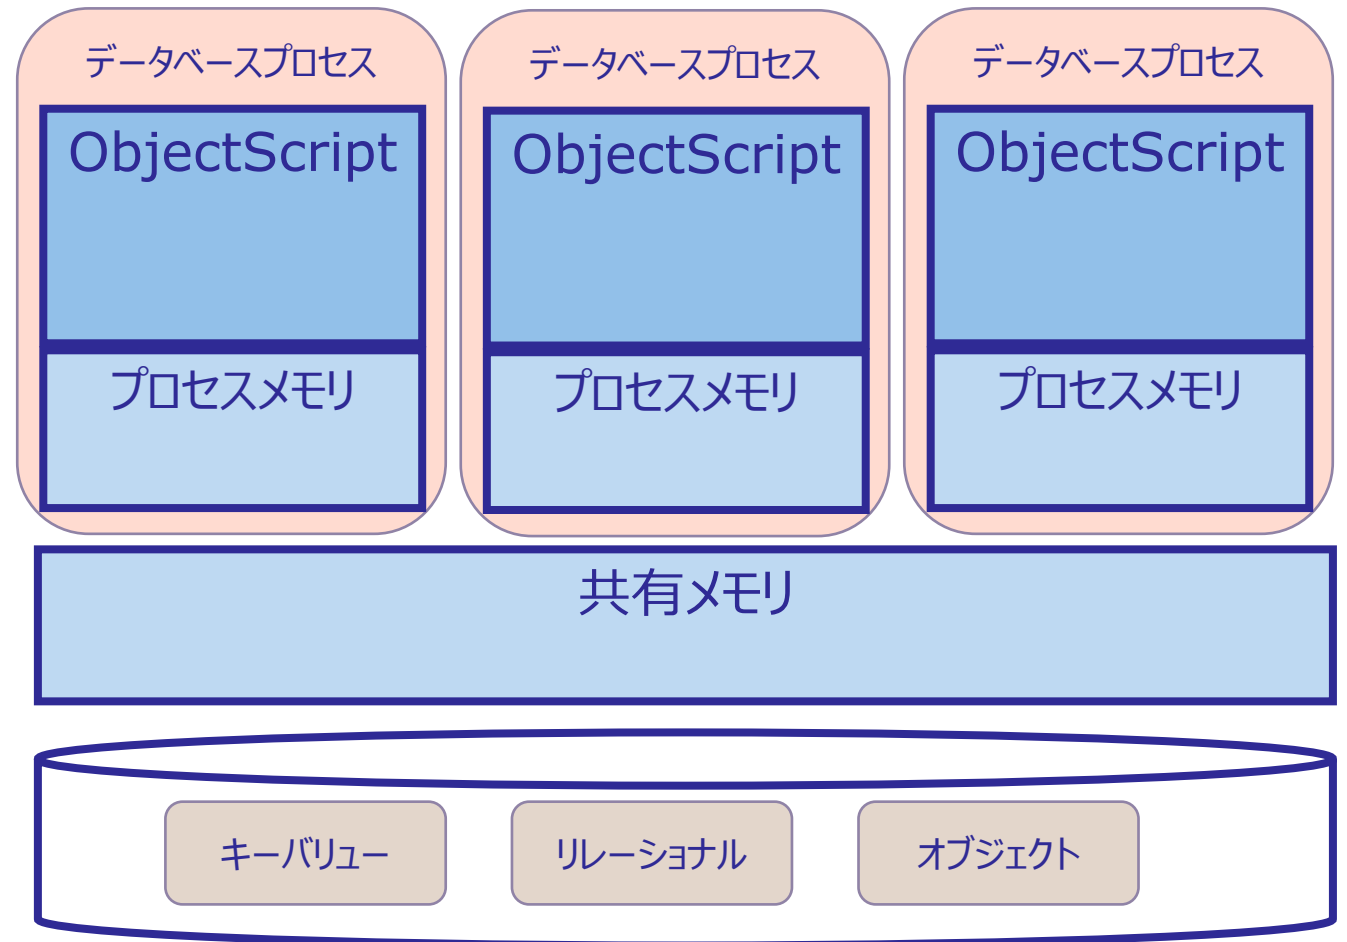 データベースプロセス
データベースプロセス
データベースプロセス
ObjectScript
ObjectScript
ObjectScript
プロセスメモリ
プロセスメモリ
プロセスメモリ
共有メモリ
キーバリュー
リレーショナル
オブジェクト